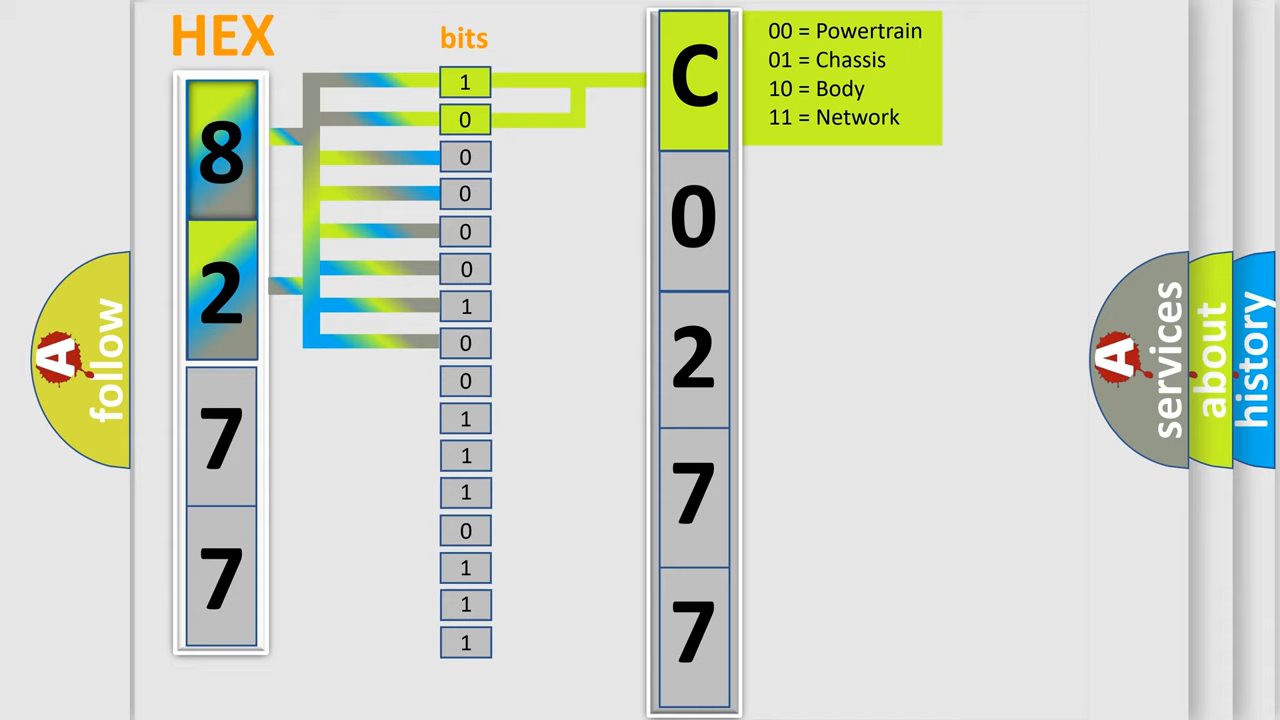 HEX
bits
8
2
7
7
1
0
0
0
0
0
1
0
0
1
1
1
0
1
1
1
C
0
2
7
7
00 = Powertrain
01 = Chassis
10 = Body
11 = Network
A
follow
A
services
about
history